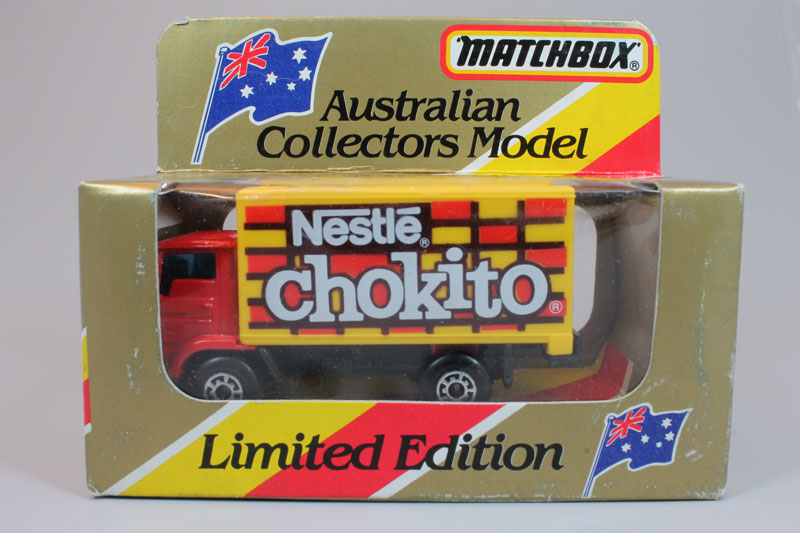 MATCHBOX®
Australian
Collectors Model
Nestlé®
chokito®
Limited Edition